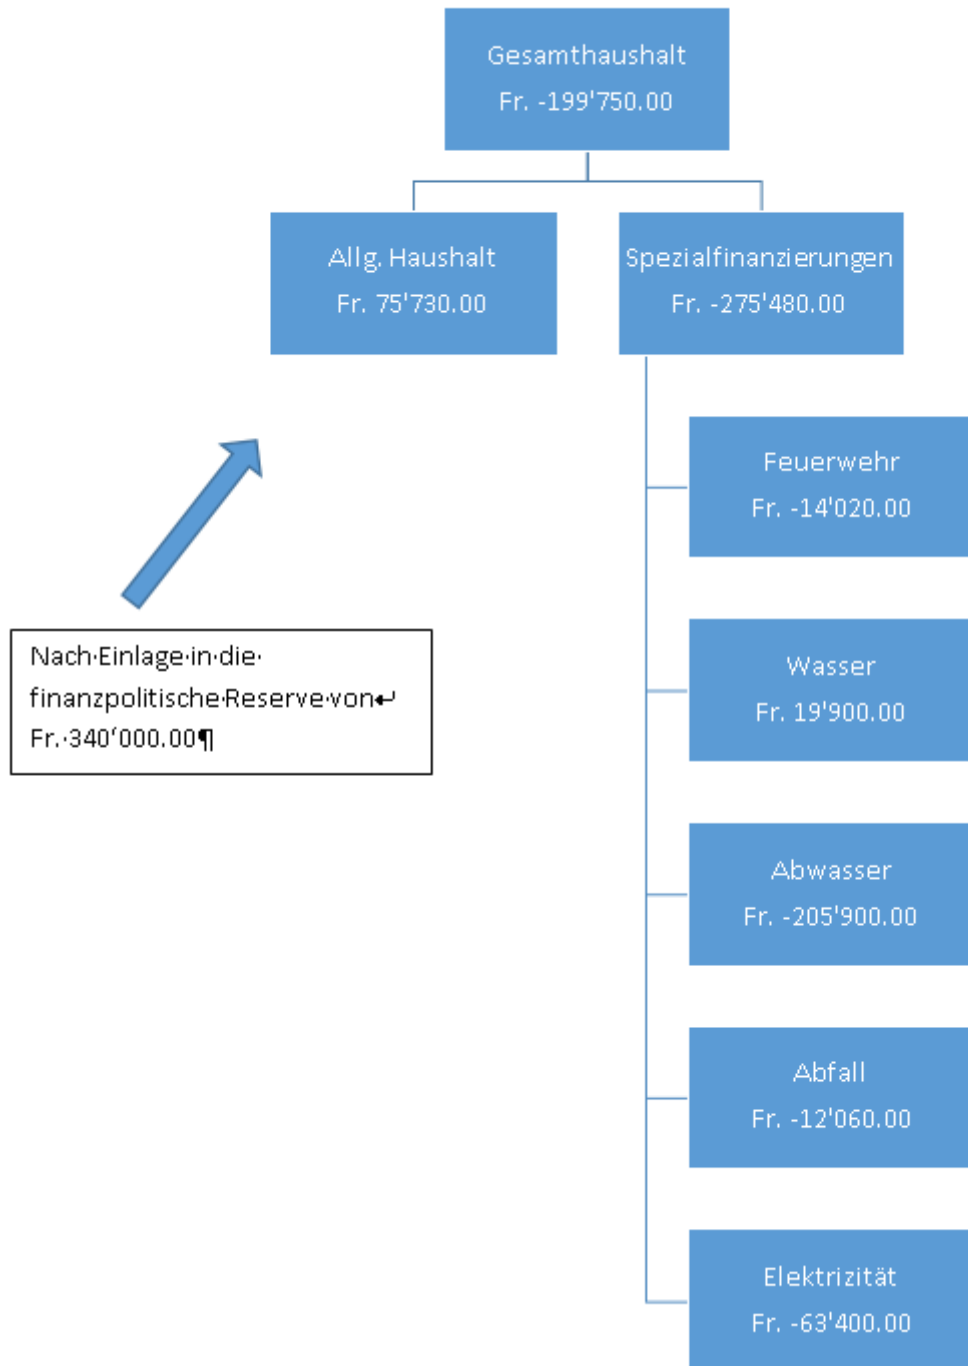 Gesamthaushalt
Fr. -199'750.00
Allg. Haushalt
Fr. 75'730.00
Spezialfinanzierungen
Fr. -275'480.00
Feuerwehr
Fr. -14'020.00
Nach·Einlage·in·die·
finanzpolitische·Reserve·von↵
Fr.·340'000.00¶
Wasser
Fr. 19'900.00
Abwasser
Fr. -205'900.00
Abfall
Fr. -12'060.00
Elektrizität
Fr. -63'400.00